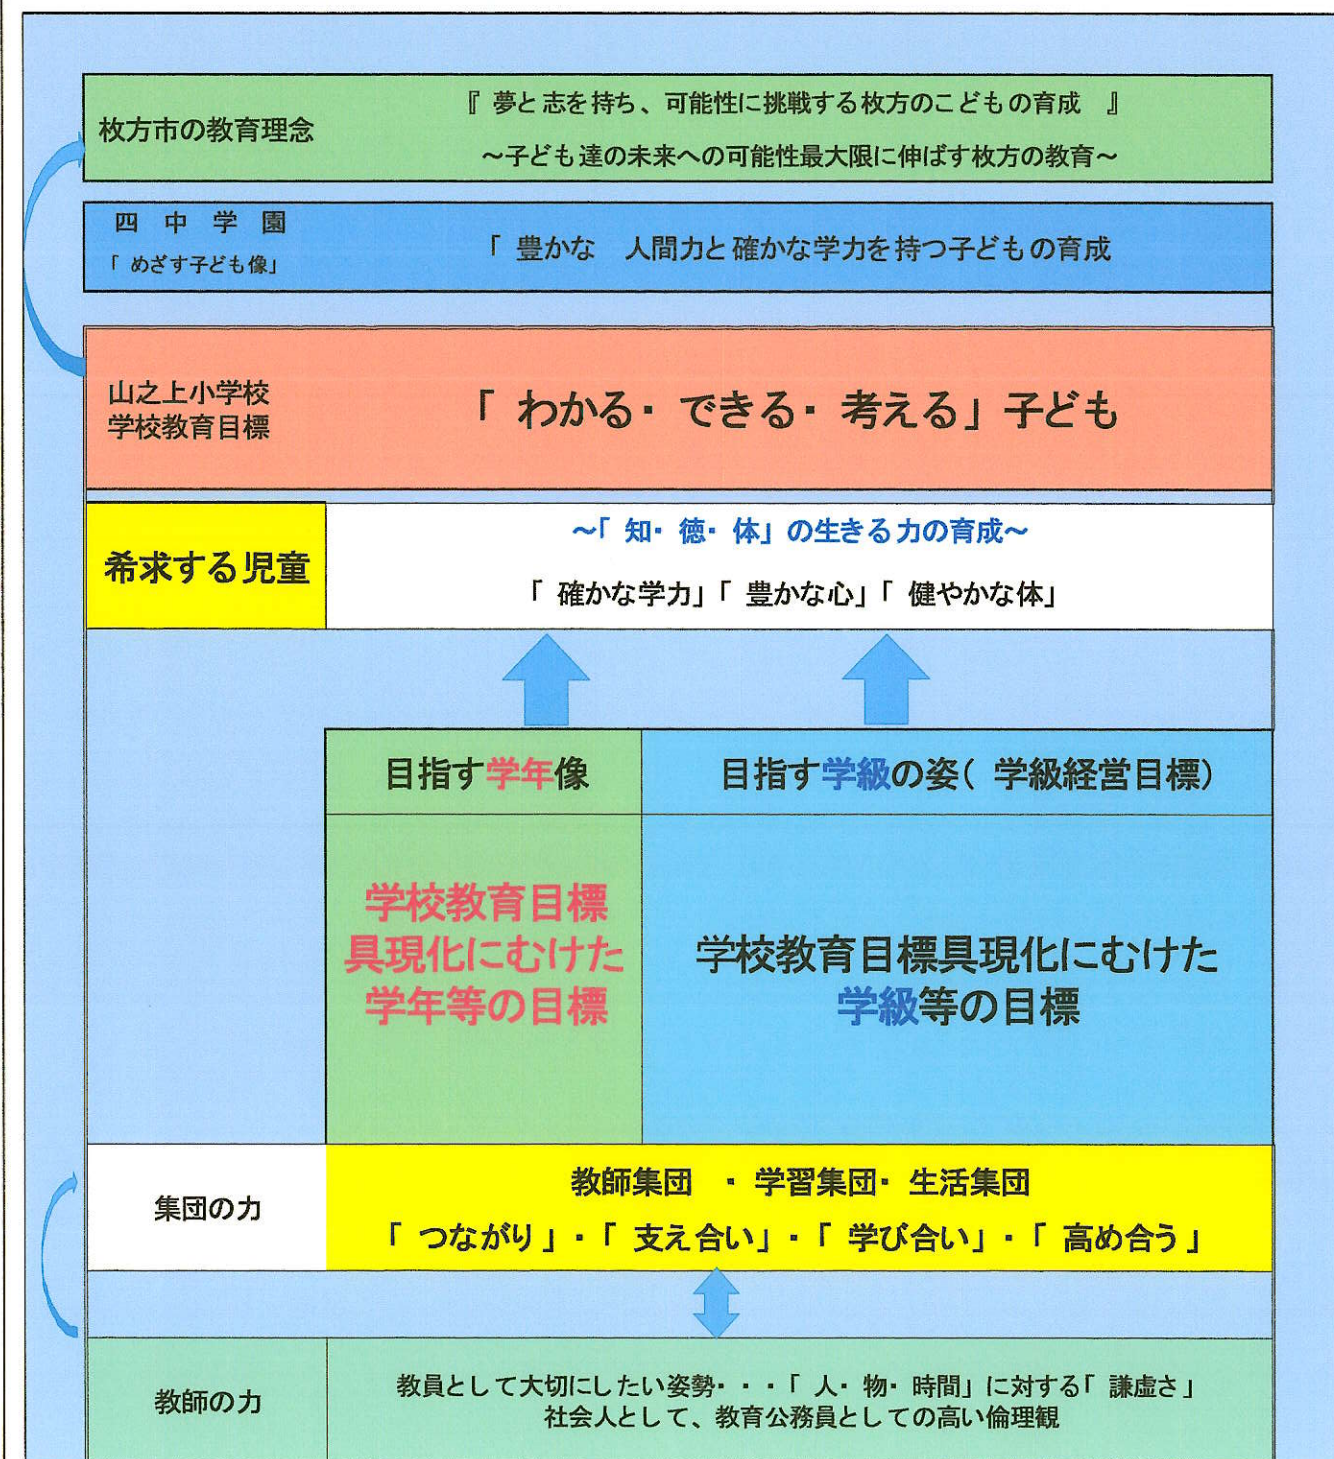 枚方市の教育理念
『 夢と志を持ち、可能性に挑戦する枚方のこどもの育成 』
～子ども達の未来への可能性最大限に伸ばす枚方の教育～
四 中 学 園
「 めざす子ども像」
「 豊かな 人間力と確かな学力を持つ子どもの育成
山之上小学校
学校教育目標
「 わかる・ できる・ 考える」子ども
希求する児童
～「 知・ 徳・ 体」の生きる力の育成～
「 確かな学力」「 豊かな心」「 健やかな体」
目指す学年像
目指す学級の姿( 学級経営目標)
学校教育目標
具現化にむけた
学年等の目標
学校教育目標具現化にむけた
学級等の目標
集団の力
教師集団 ・ 学習集団・ 生活集団
「 つながり」・「 支え合い」・「 学び合い」・「 高め合う」
教師の力
教員として大切にしたい姿勢・・・「 人・ 物・ 時間」に対する「 謙虚さ」
社会人として、教育公務員としての高い倫理観